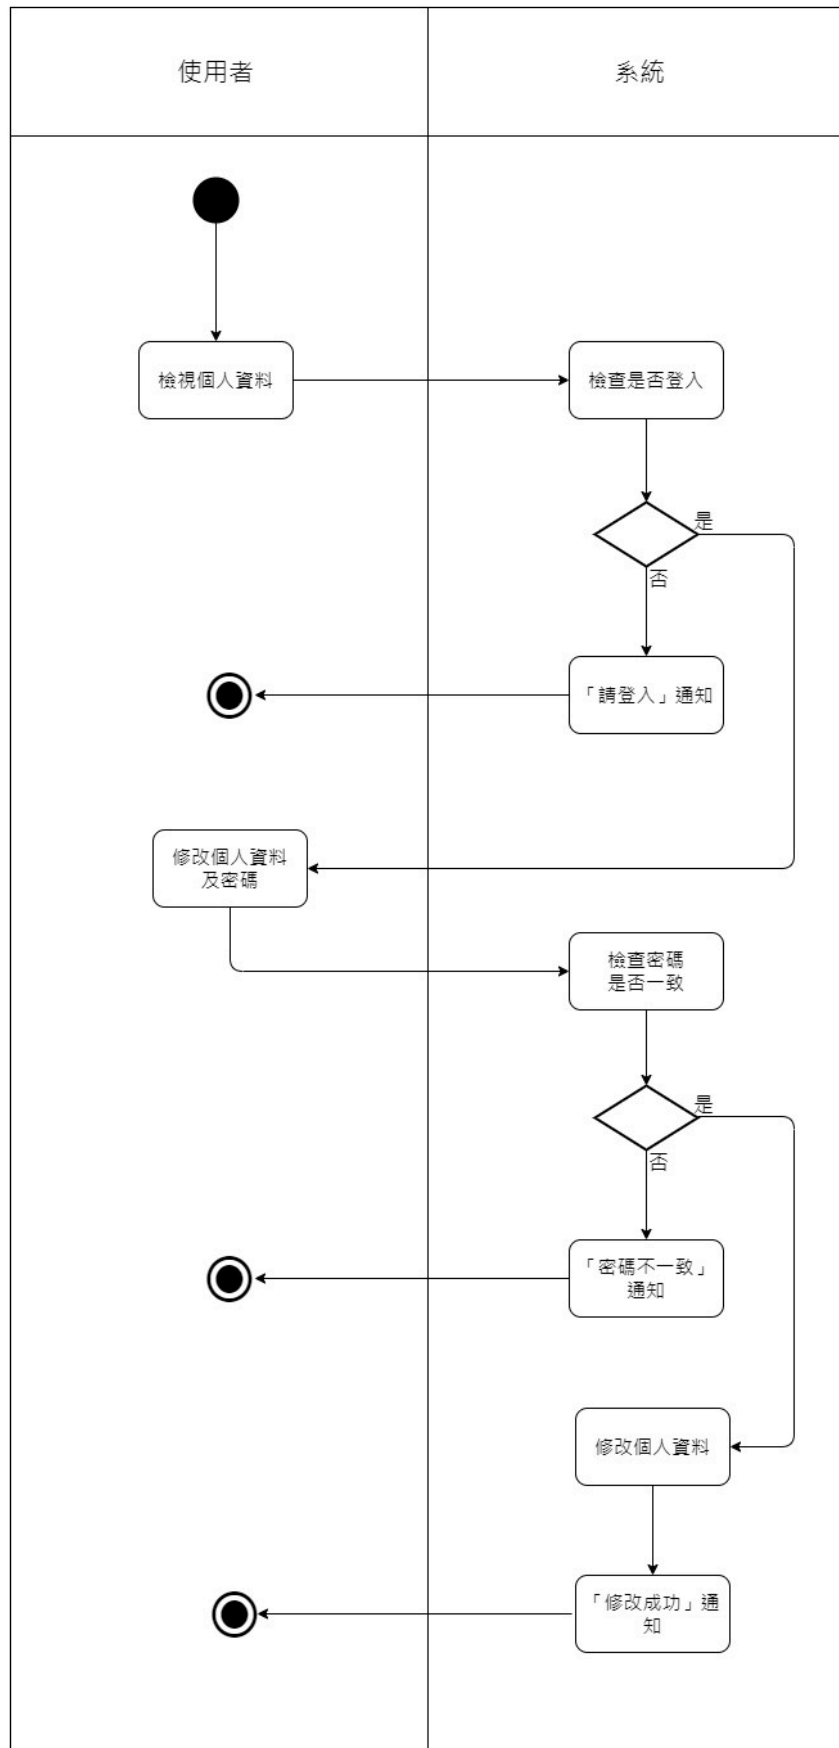 使用者
系統
檢視個人資料
檢查是否登入
是
否
「請登入」通知
修改個人資料
及密碼
檢查密碼
是否一致
是
否
「密碼不一致」
通知
修改個人資料
「修改成功」通
知